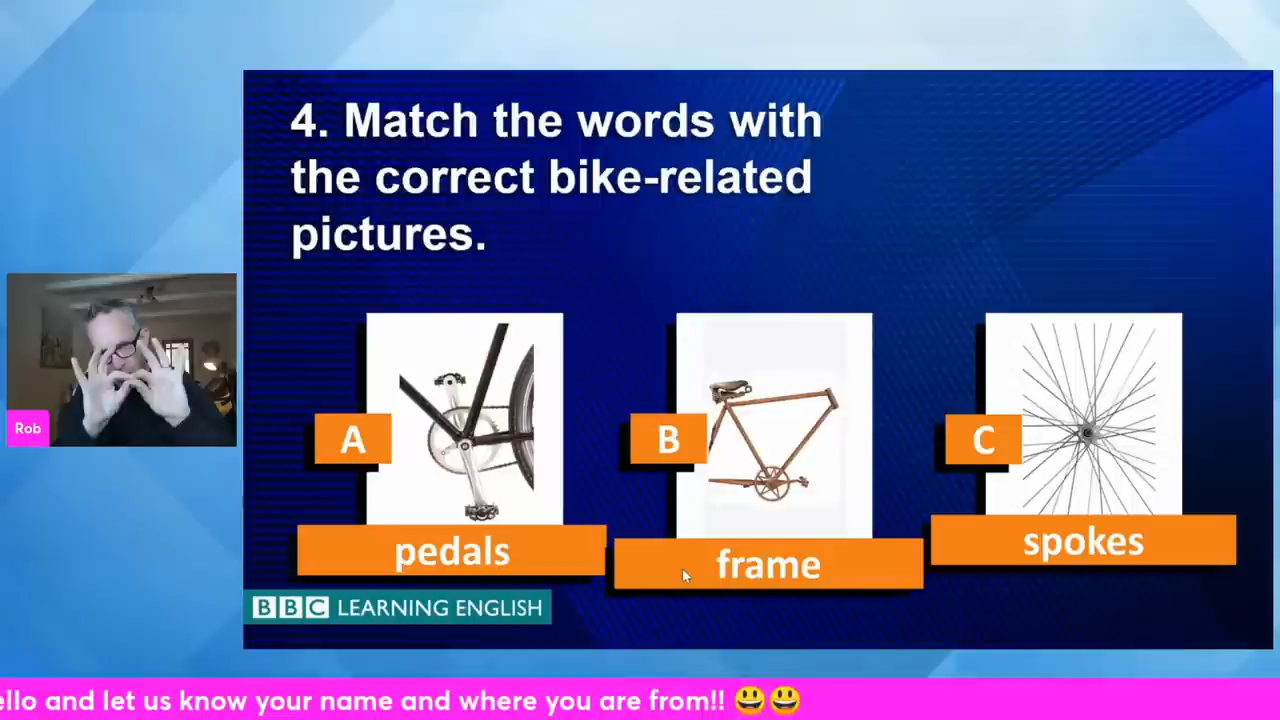 4. Match the words with
the correct bike-related
pictures.
A
B
C
pedals
frame
spokes
Rob
BBC LEARNING ENGLISH
ello and let us know your name and where you are from!! 😃😃